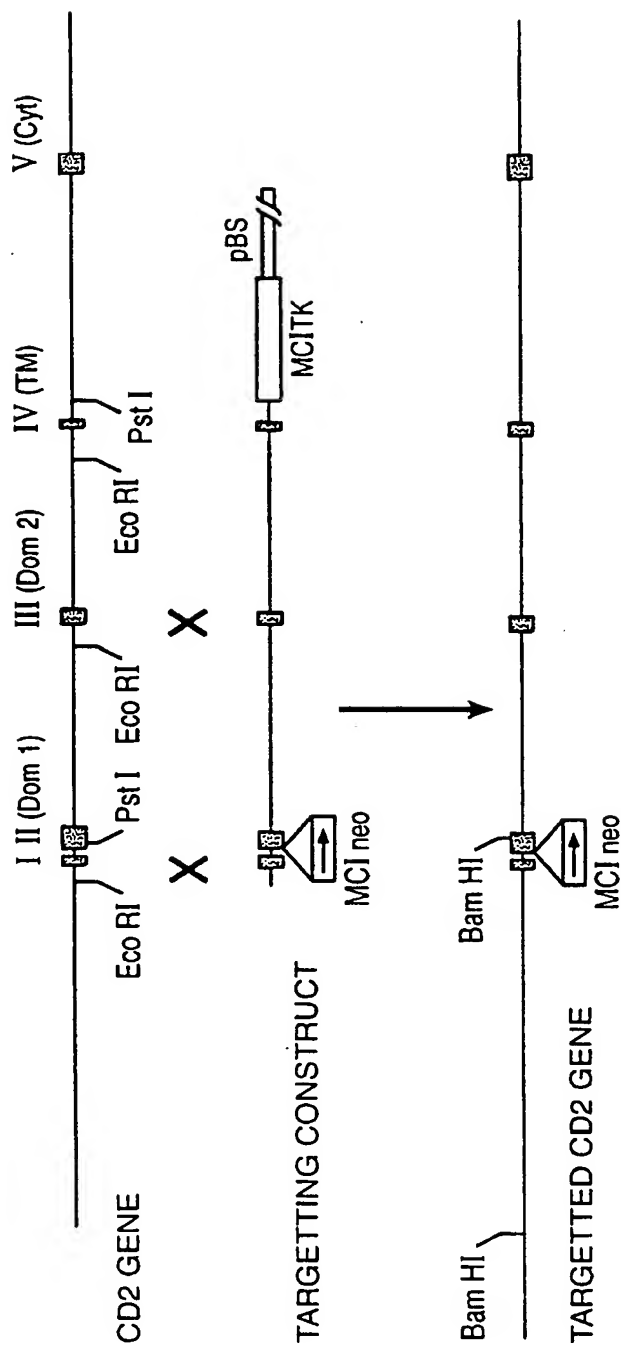 I II (Dom 1)
III (Dom 2)
IV (TM)
V (Cyt)
Eco RI
Pst I
Eco RI
Eco RI
Pst I
CD2 GENE
X
X
pBS
MCITK
MCI neo
TARGETTING CONSTRUCT
Bam HI
Bam HI
MCI neo
TARGETTED CD2 GENE